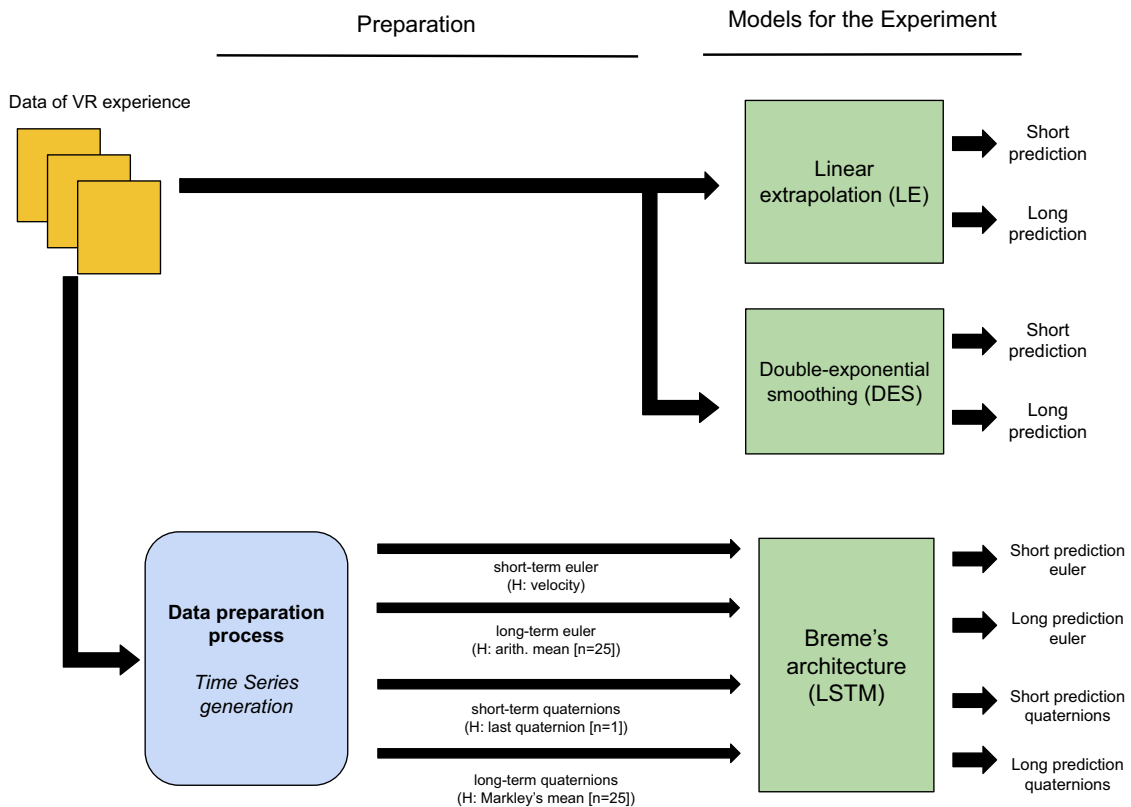 Preparation
Models for the Experiment
Data of VR experience
Linear
extrapolation (LE)
Short
prediction
Long
prediction
Double-exponential
smoothing (DES)
Short
prediction
Long
prediction
Data preparation
process
Time Series
generation
short-term euler
(H: velocity)
long-term euler
(H: arith. mean [n=25])
short-term quaternions
(H: last quaternion [n=1])
long-term quaternions
(H: Markley's mean [n=25])
Breme's
architecture
(LSTM)
Short prediction
euler
Long prediction
euler
Short prediction
quaternions
Long prediction
quaternions